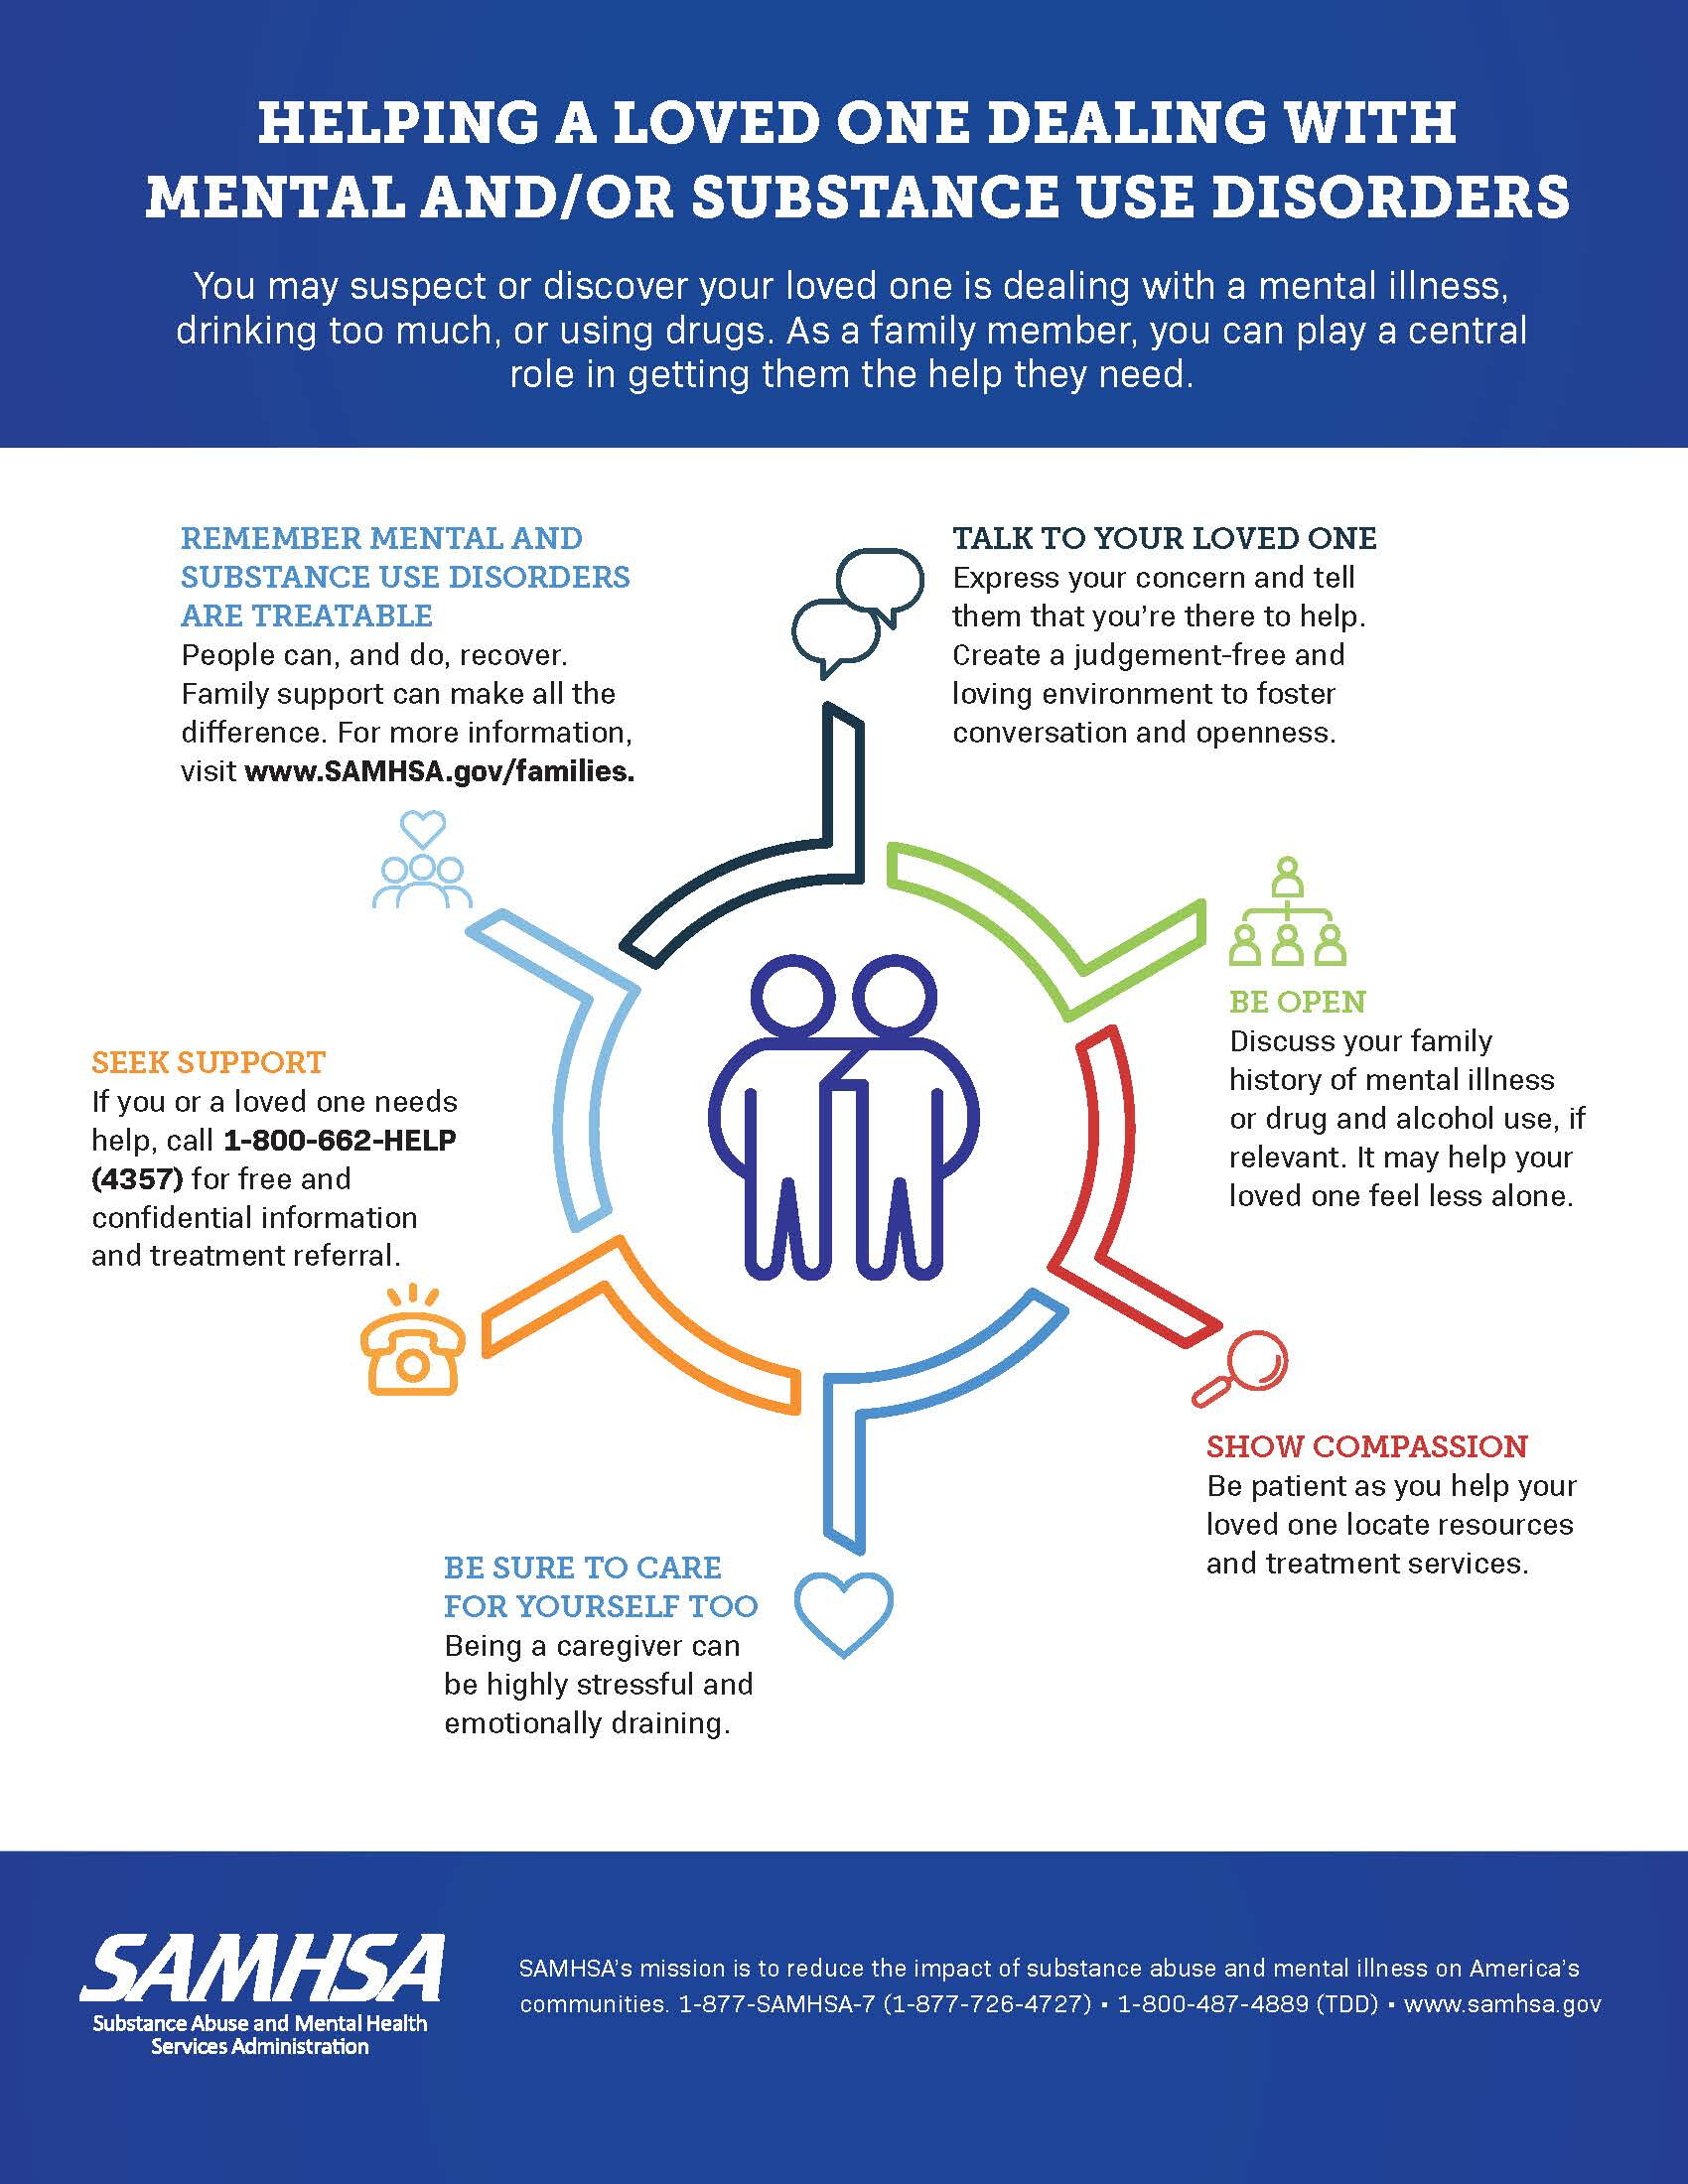 HELPING A LOVED ONE DEALING WITH
MENTAL AND/OR SUBSTANCE USE DISORDERS
You may suspect or discover your loved one is dealing with a mental illness,
drinking too much, or using drugs. As a family member, you can play a central
role in getting them the help they need.
REMEMBER MENTAL AND
SUBSTANCE USE DISORDERS
ARE TREATABLE
People can, and do, recover.
Family support can make all the
difference. For more information,
visit www.SAMHSA.gov/families.
TALK TO YOUR LOVED ONE
Express your concern and tell
them that you're there to help.
Create a judgement-free and
loving environment to foster
conversation and openness.
BE OPEN
Discuss your family
history of mental illness
or drug and alcohol use, if
relevant. It may help your
loved one feel less alone.
SEEK SUPPORT
If you or a loved one needs
help, call 1-800-662-HELP
(4357) for free and
confidential information
and treatment referral.
SHOW COMPASSION
Be patient as you help your
loved one locate resources
and treatment services.
BE SURE TO CARE
FOR YOURSELF TOO
Being a caregiver can
be highly stressful and
emotionally draining.
SAMHSA
Substance Abuse and Mental Health
Services Administration
SAMHSA's mission is to reduce the impact of substance abuse and mental illness on America's
communities. 1-877-SAMHSA-7 (1-877-726-4727) • 1-800-487-4889 (TDD) • www.samhsa.gov